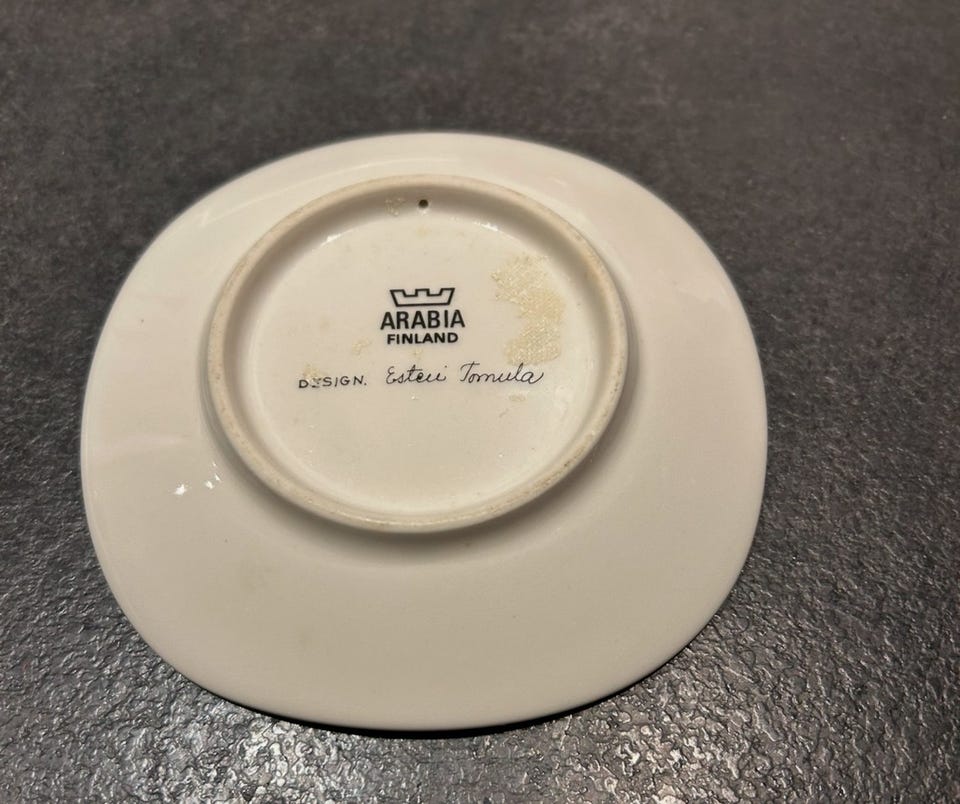 ARABIA
FINLAND
DESIGN. Esteri Tomula